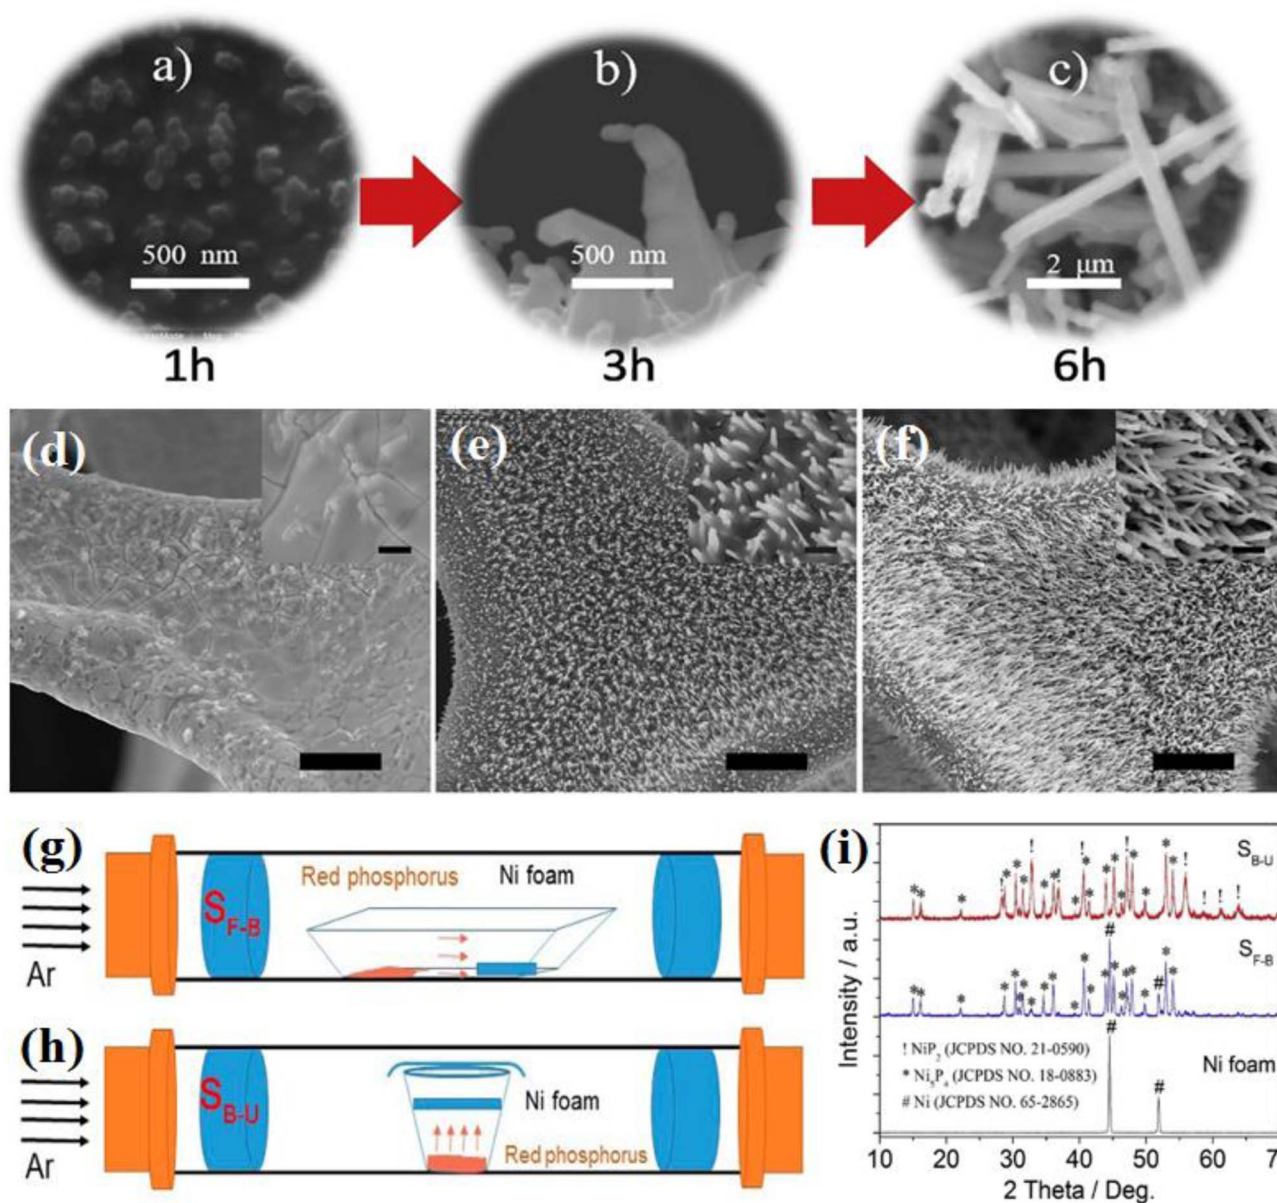 a)
500 nm
1h
b)
500 nm
3h
c)
2 μm
6h
(d)
(e)
(f)
(g)
Ar
S_F-B
Red phosphorus
Ni foam
(h)
Ar
S_B-U
Ni foam
Red phosphorus
(i)
Intensity / a.u.
S_B-U
S_F-B
Ni foam
! NiP₂ (JCPDS NO. 21-0590)
* Ni₅P₄ (JCPDS NO. 18-0883)
# Ni (JCPDS NO. 65-2865)
10 20 30 40 50 60
2 Theta / Deg.